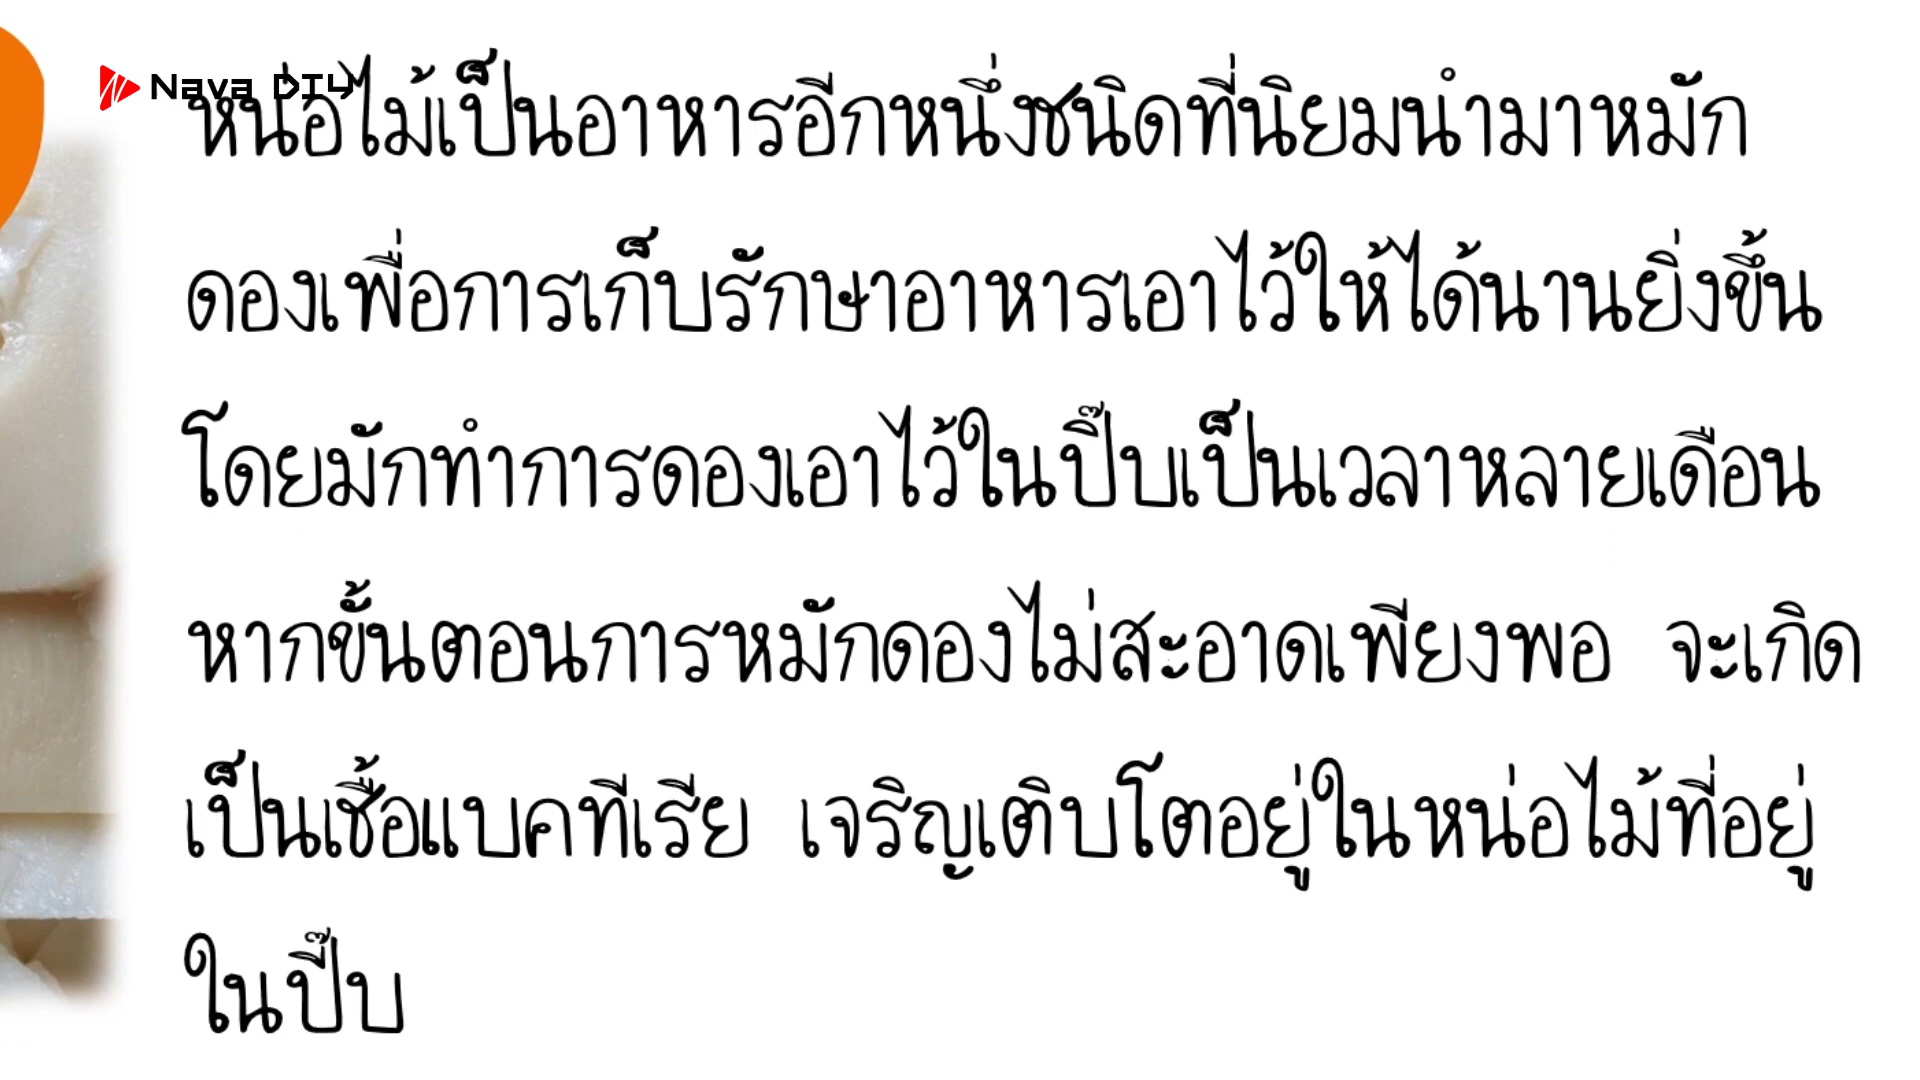 Nava DIY
หน่อไม้เป็นอาหารอีกหนึ่งชนิดที่นิยมนำมาหมัก
ดองเพื่อการเก็บรักษาอาหารเอาไว้ให้ได้นานยิ่งขึ้น
โดยมักทำการดองเอาไว้ในปี๊บเป็นเวลาหลายเดือน
หากขั้นตอนการหมักดองไม่สะอาดเพียงพอ จะเกิด
เป็นเชื้อแบคทีเรีย เจริญเติบโตอยู่ในหน่อไม้ที่อยู่
ในปี๊บ